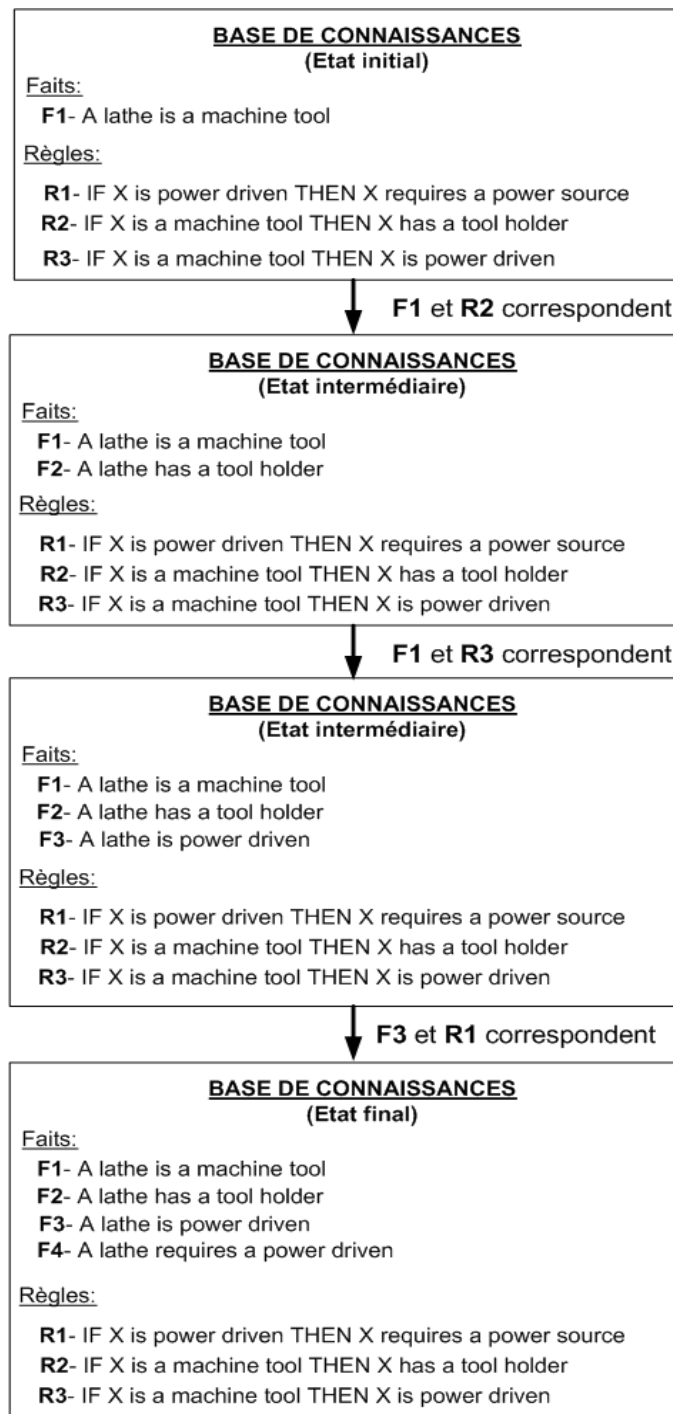 BASE DE CONNAISSANCES
(Etat initial)
Faits:
F1- A lathe is a machine tool
Règles:
R1- IF X is power driven THEN X requires a power source
R2- IF X is a machine tool THEN X has a tool holder
R3- IF X is a machine tool THEN X is power driven
F1 et R2 correspondent
BASE DE CONNAISSANCES
(Etat intermédiaire)
Faits:
F1- A lathe is a machine tool
F2- A lathe has a tool holder
Règles:
R1- IF X is power driven THEN X requires a power source
R2- IF X is a machine tool THEN X has a tool holder
R3- IF X is a machine tool THEN X is power driven
F1 et R3 correspondent
BASE DE CONNAISSANCES
(Etat intermédiaire)
Faits:
F1- A lathe is a machine tool
F2- A lathe has a tool holder
F3- A lathe is power driven
Règles:
R1- IF X is power driven THEN X requires a power source
R2- IF X is a machine tool THEN X has a tool holder
R3- IF X is a machine tool THEN X is power driven
F3 et R1 correspondent
BASE DE CONNAISSANCES
(Etat final)
Faits:
F1- A lathe is a machine tool
F2- A lathe has a tool holder
F3- A lathe is power driven
F4- A lathe requires a power driven
Règles:
R1- IF X is power driven THEN X requires a power source
R2- IF X is a machine tool THEN X has a tool holder
R3- IF X is a machine tool THEN X is power driven